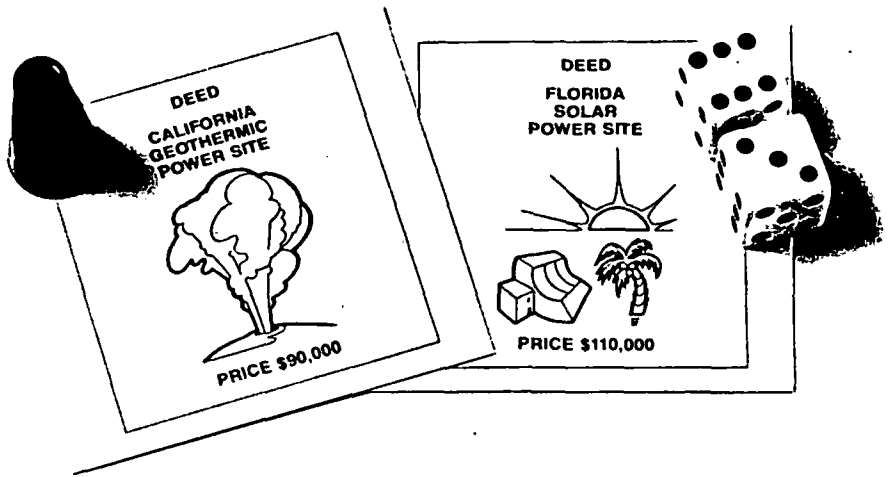 DEED
CALIFORNIA
GEOTHERMIC
POWER SITE
PRICE $90,000
DEED
FLORIDA
SOLAR
POWER SITE
PRICE $110,000